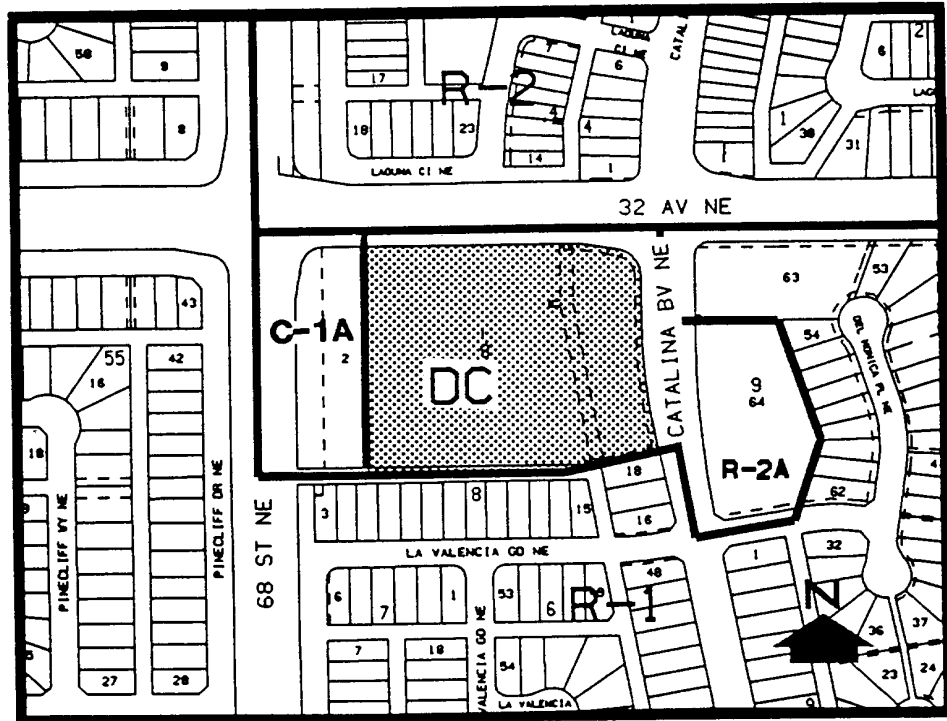 58
9
8
17
R-2
18
23
LAGUNA CI NE
LAGUNA
CI NE
7
6
4
4
14
1
CATAL
1
38
31
6
2
LAGU
32 AV NE
43
55
16
42
18
PINECLIFF WY NE
27
28
PINECLIFF DR NE
68 ST NE
C-1A
2
DC
CATALINA BV NE
63
53
54
DEL MONICA PL NE
9
64
R-2A
62
18
16
3
8
15
LA VALENCIA GD NE
6
7
1
53
6
R-1
48
1
32
7
18
VALENCIA GD NE
54
LA VALENCIA
N
36
37
23
24
9